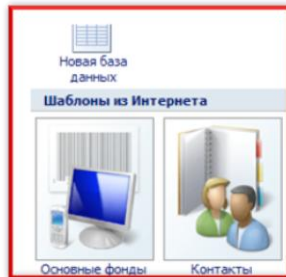 Новая база
данных
Шаблоны из Интернета
Основные фонды Контакты